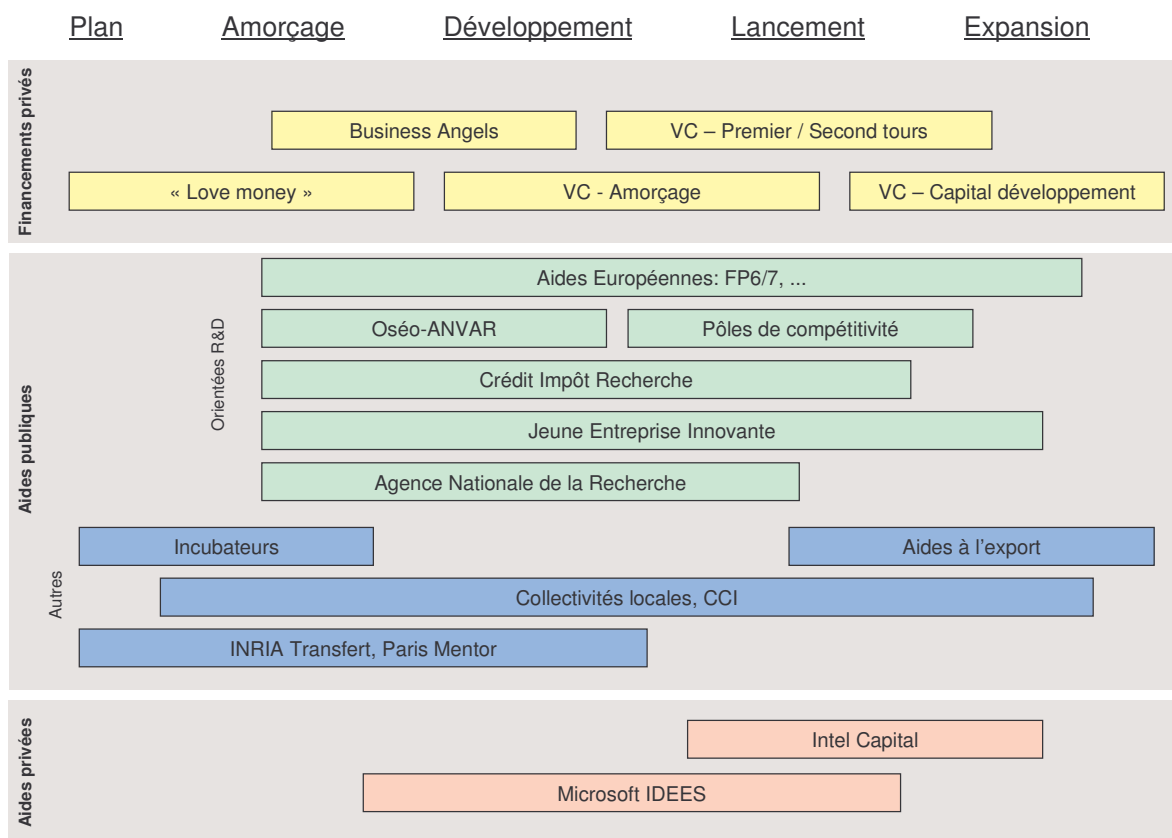 Plan Amorçage Développement Lancement Expansion
Financements privés
Business Angels
VC – Premier / Second tours
« Love money »
VC - Amorçage
VC – Capital développement
Aides publiques
Orientées R&D
Aides Européennes: FP6/7, ...
Oséo-ANVAR
Pôles de compétitivité
Crédit Impôt Recherche
Jeune Entreprise Innovante
Agence Nationale de la Recherche
Autres
Incubateurs
Aides à l'export
Collectivités locales, CCI
INRIA Transfert, Paris Mentor
Aides privées
Intel Capital
Microsoft IDEES